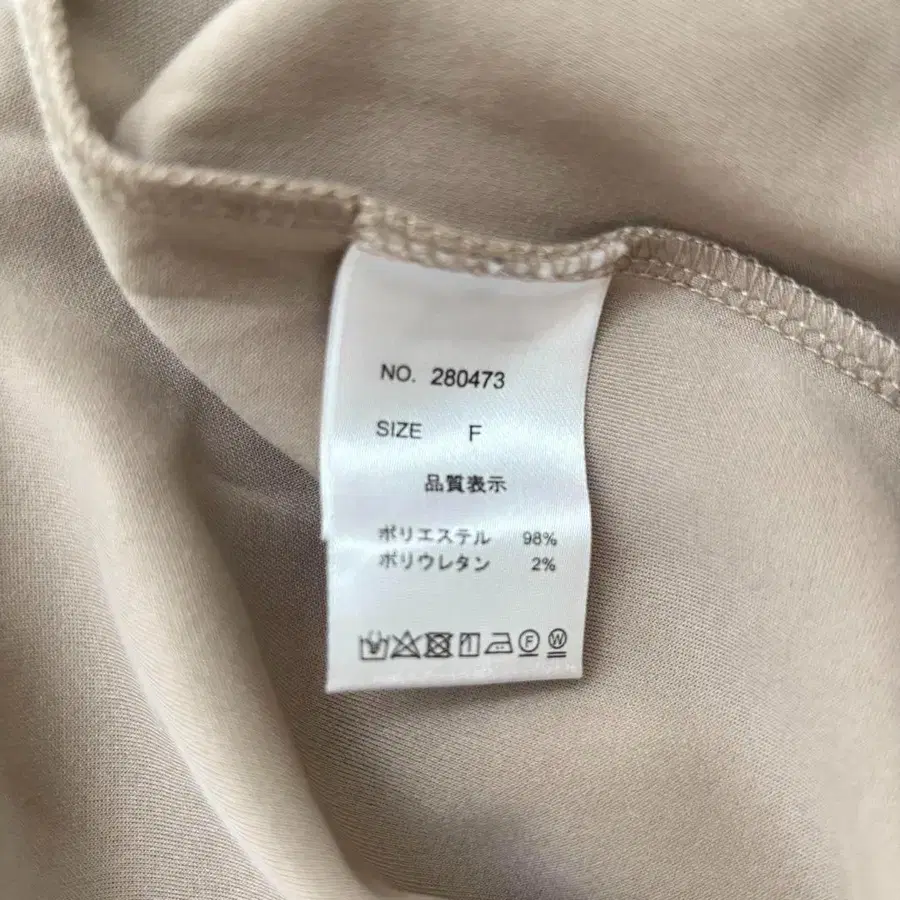 NO. 280473
SIZE F
品質表示
ポリエステル 98%
ポリウレタン 2%
F W